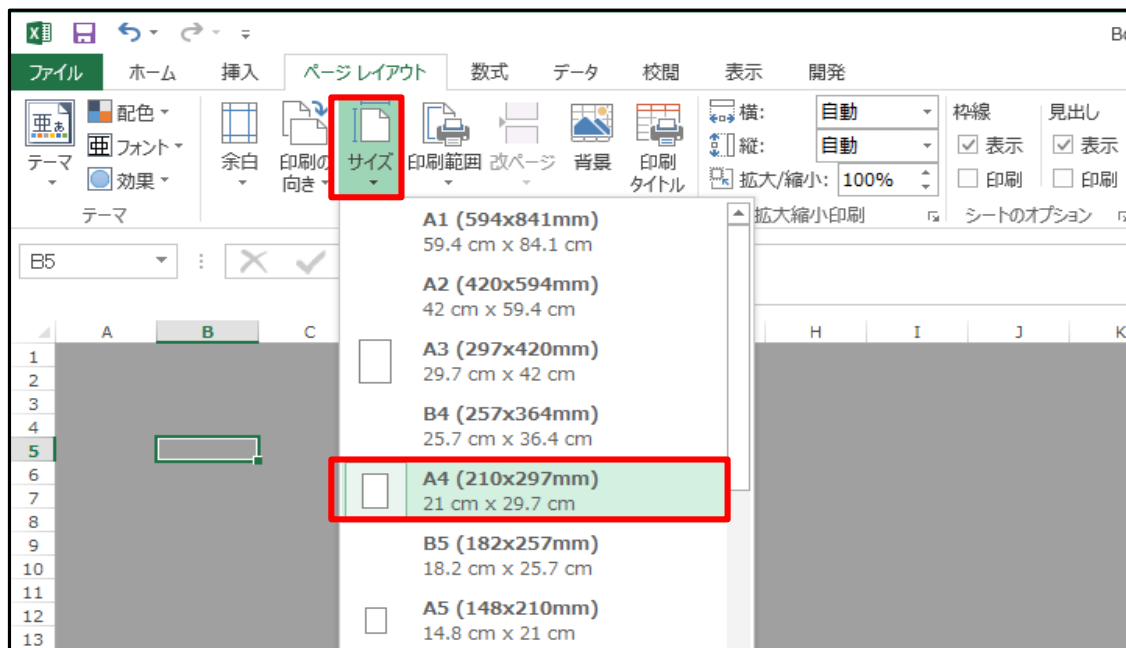 Bo
ファイル ホーム 挿入 ページ レイアウト 数式 データ 校閲 表示 開発
亜ぁ 配色 横: 自動 枠線 見出し
亜 フォント 縦: 自動 表示 表示
テーマ 効果 余白 印刷の向き サイズ 印刷範囲 改ページ 背景 印刷タイトル 拡大/縮小: 100% 印刷 印刷
テーマ 拡大縮小印刷 シートのオプション
A1 (594x841mm)
59.4 cm x 84.1 cm
B5
A2 (420x594mm)
42 cm x 59.4 cm
A B C H I J K
A3 (297x420mm)
29.7 cm x 42 cm
B4 (257x364mm)
25.7 cm x 36.4 cm
A4 (210x297mm)
21 cm x 29.7 cm
B5 (182x257mm)
18.2 cm x 25.7 cm
A5 (148x210mm)
14.8 cm x 21 cm
1
2
3
4
5
6
7
8
9
10
11
12
13